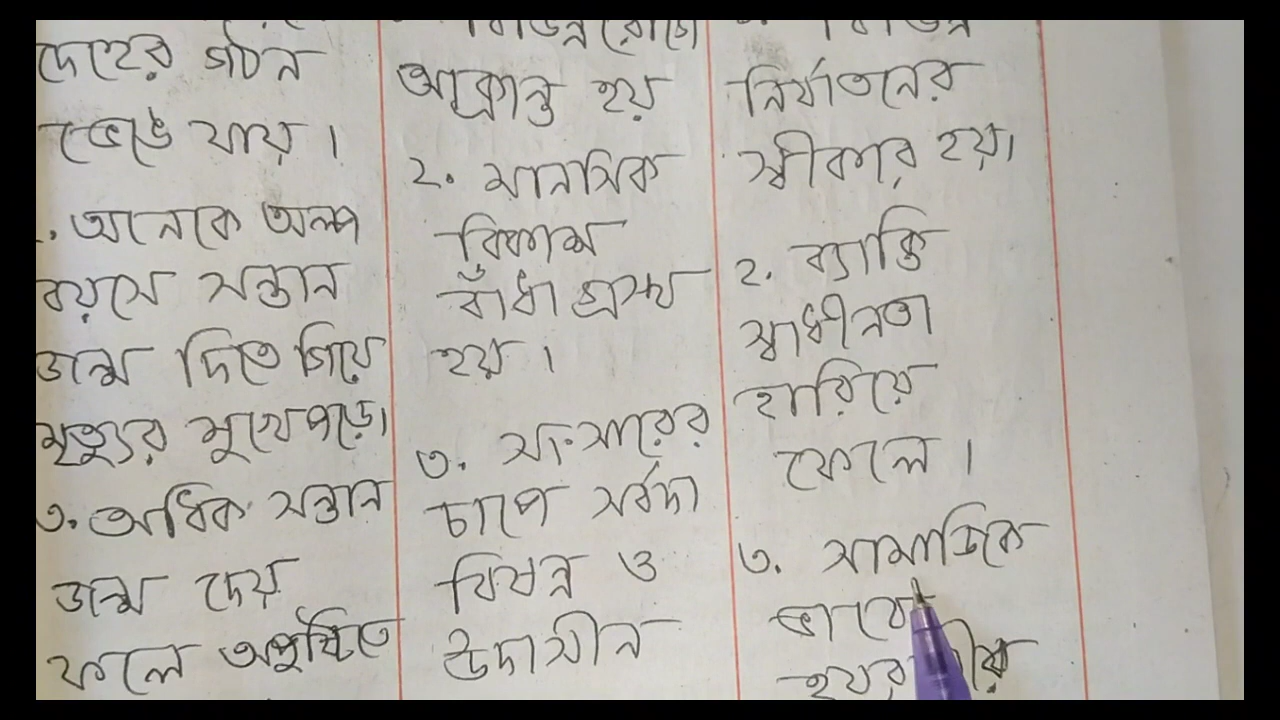 দেহের গঠন
ভেঙে যায়।
২. অনেকে অল্প
বয়সে সন্তান
জন্ম দিতে গিয়ে
মৃত্যুর মুখে পড়ে।
৩. অধিক সন্তান
জন্ম দেয়
ফলে অপুষ্টিতে
বিভিন্ন রোগে
আক্রান্ত হয়
২. মানসিক
বিকাশ
বাঁধাগ্রস্থ
হয়।
৩. সংসারের
চাপে সর্বদা
বিষন্ন ও
উদাসীন
বিভিন্ন
নির্যাতনের
স্বীকার হয়।
২. ব্যাক্তি
স্বাধীনতা
হারিয়ে
ফেলে।
৩. সামাজিক
ভাবে